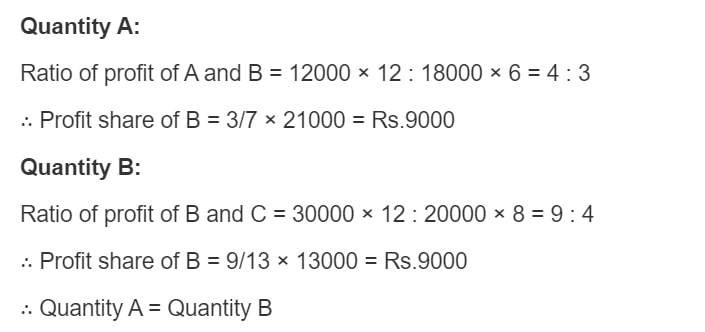 Quantity A:
Ratio of profit of A and B = 12000 × 12 : 18000 × 6 = 4 : 3
∴ Profit share of B = 3/7 × 21000 = Rs.9000
Quantity B:
Ratio of profit of B and C = 30000 × 12 : 20000 × 8 = 9 : 4
∴ Profit share of B = 9/13 × 13000 = Rs.9000
∴ Quantity A = Quantity B